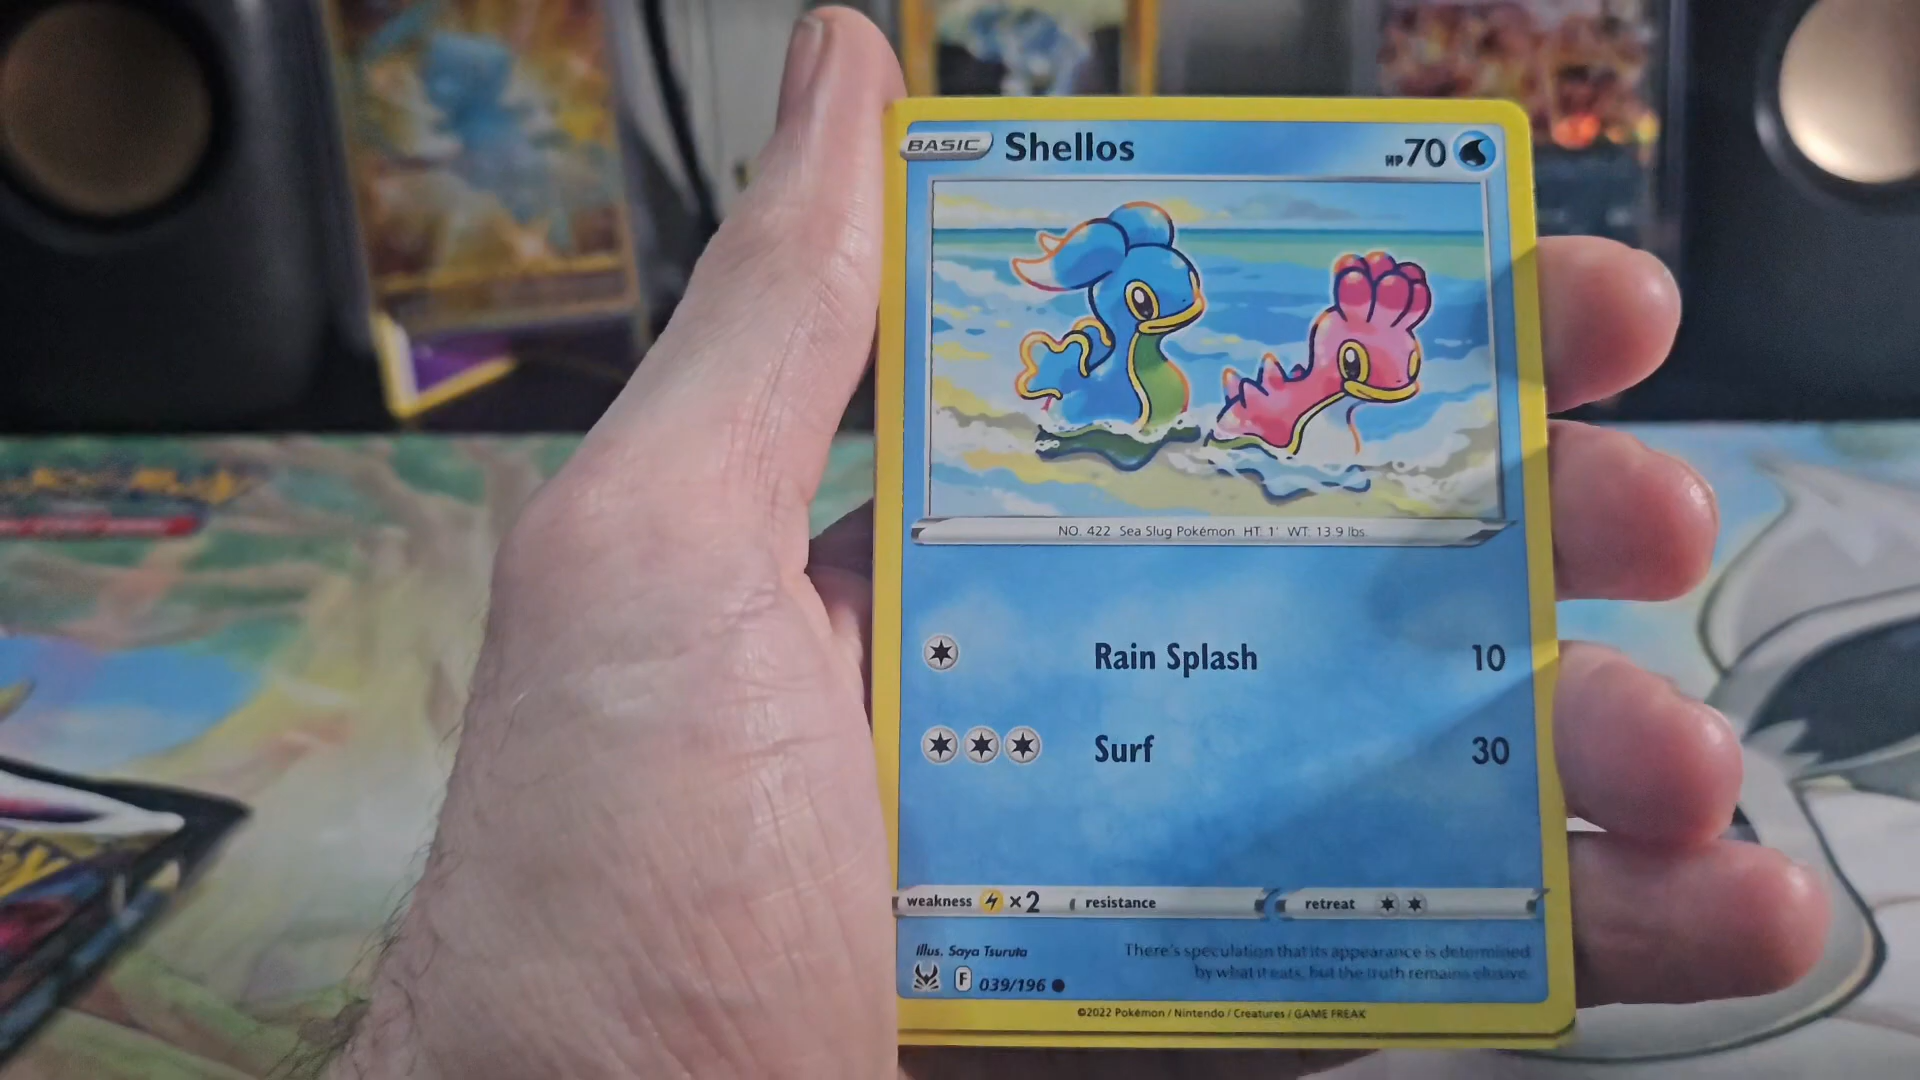 BASIC Shellos HP 70
NO. 422 Sea Slug Pokémon HT: 1' WT: 13.9 lbs.
Rain Splash 10
Surf 30
weakness ×2 resistance retreat
Illus. Saya Tsuruta
There's speculation that its appearance is determined
by what it eats, but the truth remains elusive.
F 039/196
©2022 Pokémon / Nintendo / Creatures / GAME FREAK